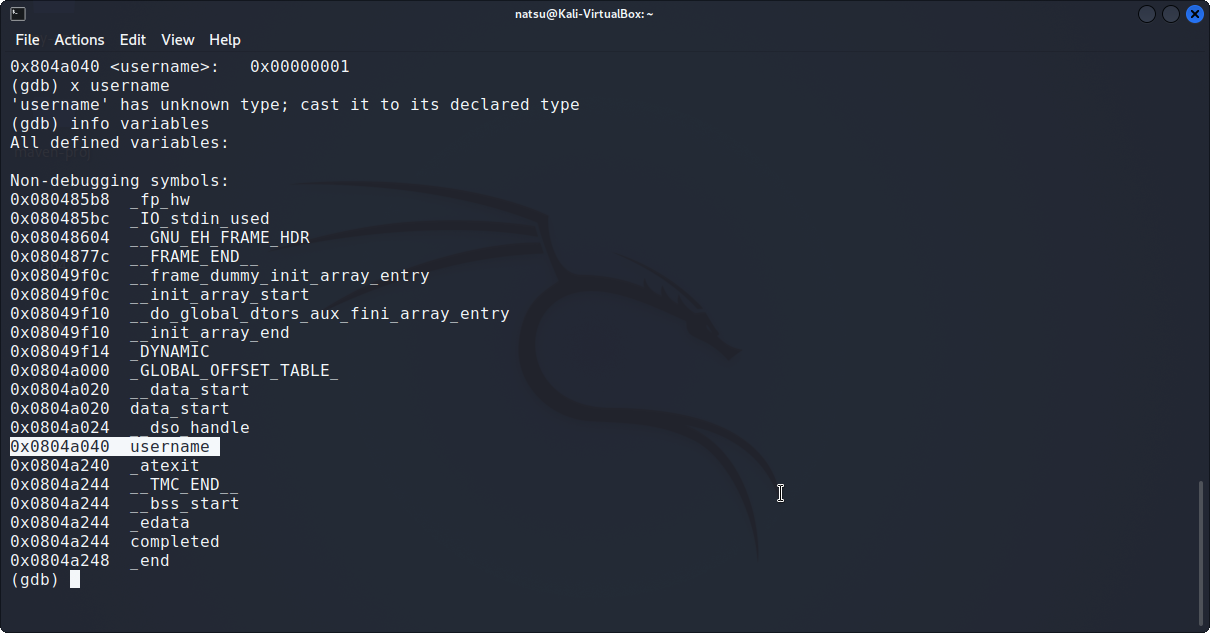 natsu@Kali-VirtualBox: ~
File Actions Edit View Help
0x804a040 <username>:   0x00000001
(gdb) x username
'username' has unknown type; cast it to its declared type
(gdb) info variables
All defined variables:

Non-debugging symbols:
0x080485b8  _fp_hw
0x080485bc  _IO_stdin_used
0x08048604  __GNU_EH_FRAME_HDR
0x0804877c  __FRAME_END__
0x08049f0c  __frame_dummy_init_array_entry
0x08049f0c  __init_array_start
0x08049f10  __do_global_dtors_aux_fini_array_entry
0x08049f10  __init_array_end
0x08049f14  _DYNAMIC
0x0804a000  _GLOBAL_OFFSET_TABLE_
0x0804a020  __data_start
0x0804a020  data_start
0x0804a024  __dso_handle
0x0804a040  username
0x0804a240  _atexit
0x0804a244  __TMC_END__
0x0804a244  __bss_start
0x0804a244  _edata
0x0804a244  completed
0x0804a248  _end
(gdb)